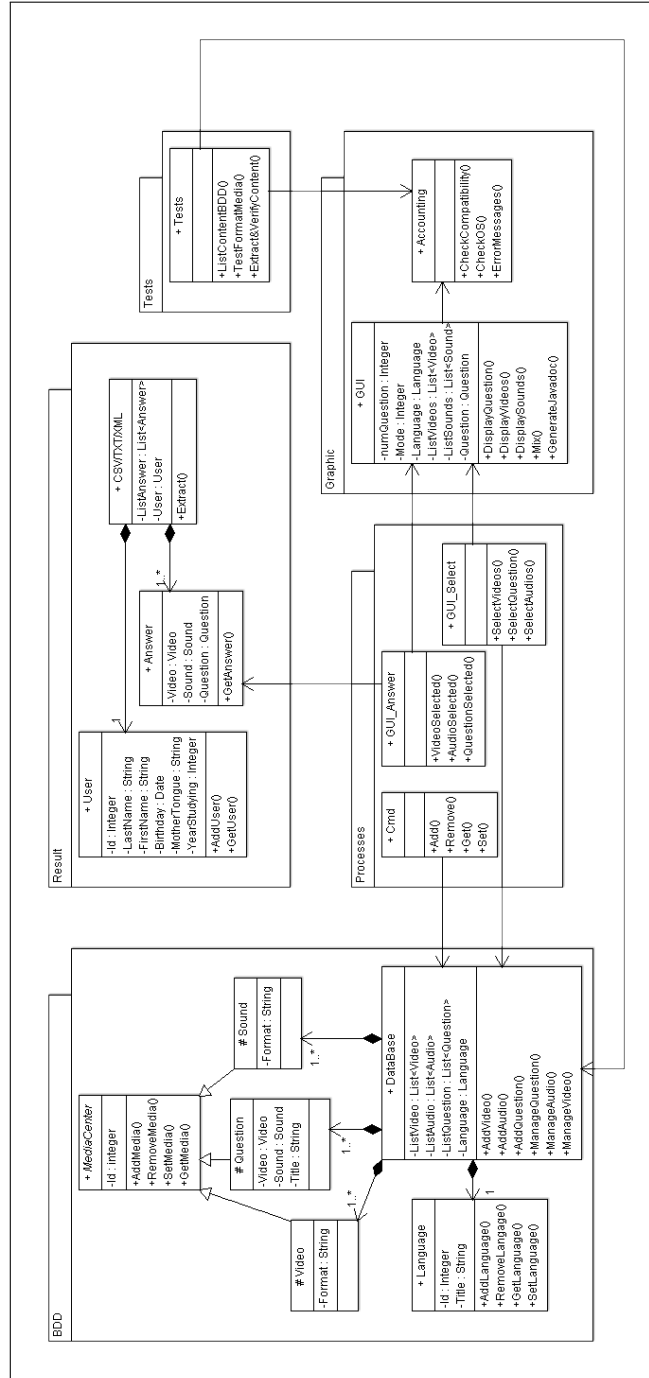 BDD
+ MediaCenter
-Id : integer
+AddMedia()
+RemoveMedia()
+SetMedia()
+GetMedia()
# Video
-Format : String
# Question
-Video : Video
-Sound : Sound
-Title : String
# Sound
-Format : String
1..*
1..*
1..*
+ Language
-Id : Integer
-Title : String
+AddLanguage()
+RemoveLangage()
+GetLanguage()
+SetLanguage()
1
+ DataBase
-ListVideo : List<Video>
-ListAudio : List<Audio>
-ListQuestion : List<Question>
-Language : Language
+AddVideo()
+AddAudio()
+AddQuestion()
+ManageQuestion()
+ManageAudio()
+ManageVideo()
Result
+ User
-Id : Integer
-LastName : String
-FirstName : String
-Birthday : Date
-MotherTongue : String
-YearStudying : Integer
+AddUser()
+GetUser()
1
+ Answer
-Video : Video
-Sound : Sound
-Question : Question
+GetAnswer()
1..*
+ CSV/TXT/XML
-ListAnswer : List<Answer>
-User : User
+Extract()
Tests
+ Tests
+ListContentBDD()
+TestFormatMedia()
+Extract&VerifyContent()
Processes
+ Cmd
+Add()
+Remove()
+Get()
+Set()
+ GUI_Answer
+VideoSelected()
+AudioSelected()
+QuestionSelected()
+ GUI_Select
+SelectVideos()
+SelectQuestion()
+SelectAudios()
Graphic
+ GUI
-numQuestion : Integer
-Mode : Integer
-Language : Language
-ListVideos : List<Video>
-ListSounds : List<Sound>
-Question : Question
+DisplayQuestion()
+DisplayVideos()
+DisplaySounds()
+Mix()
+GenerateJavadoc()
+ Accounting
+CheckCompatibility()
+CheckOS()
+ErrorMessages()